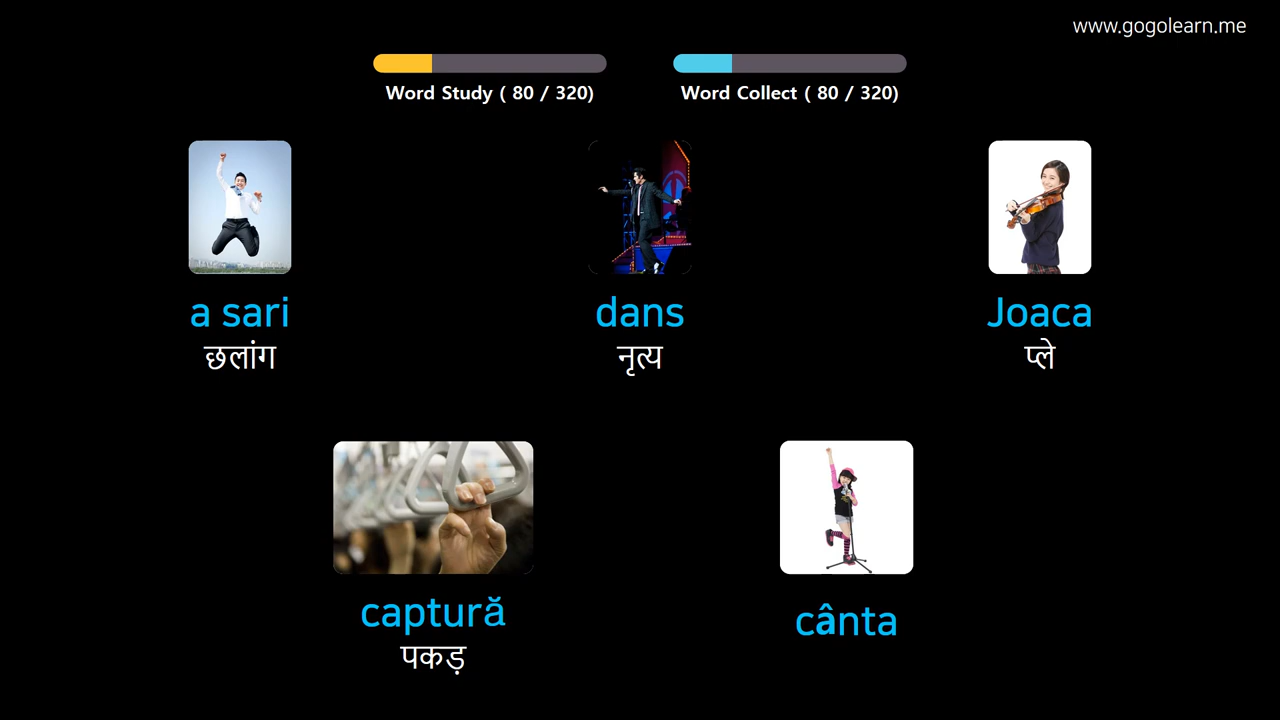 www.gogolearn.me
Word Study ( 80 / 320)
Word Collect ( 80 / 320)
a sari
छलांग
dans
नृत्य
Joaca
प्ले
captură
पकड़
cânta